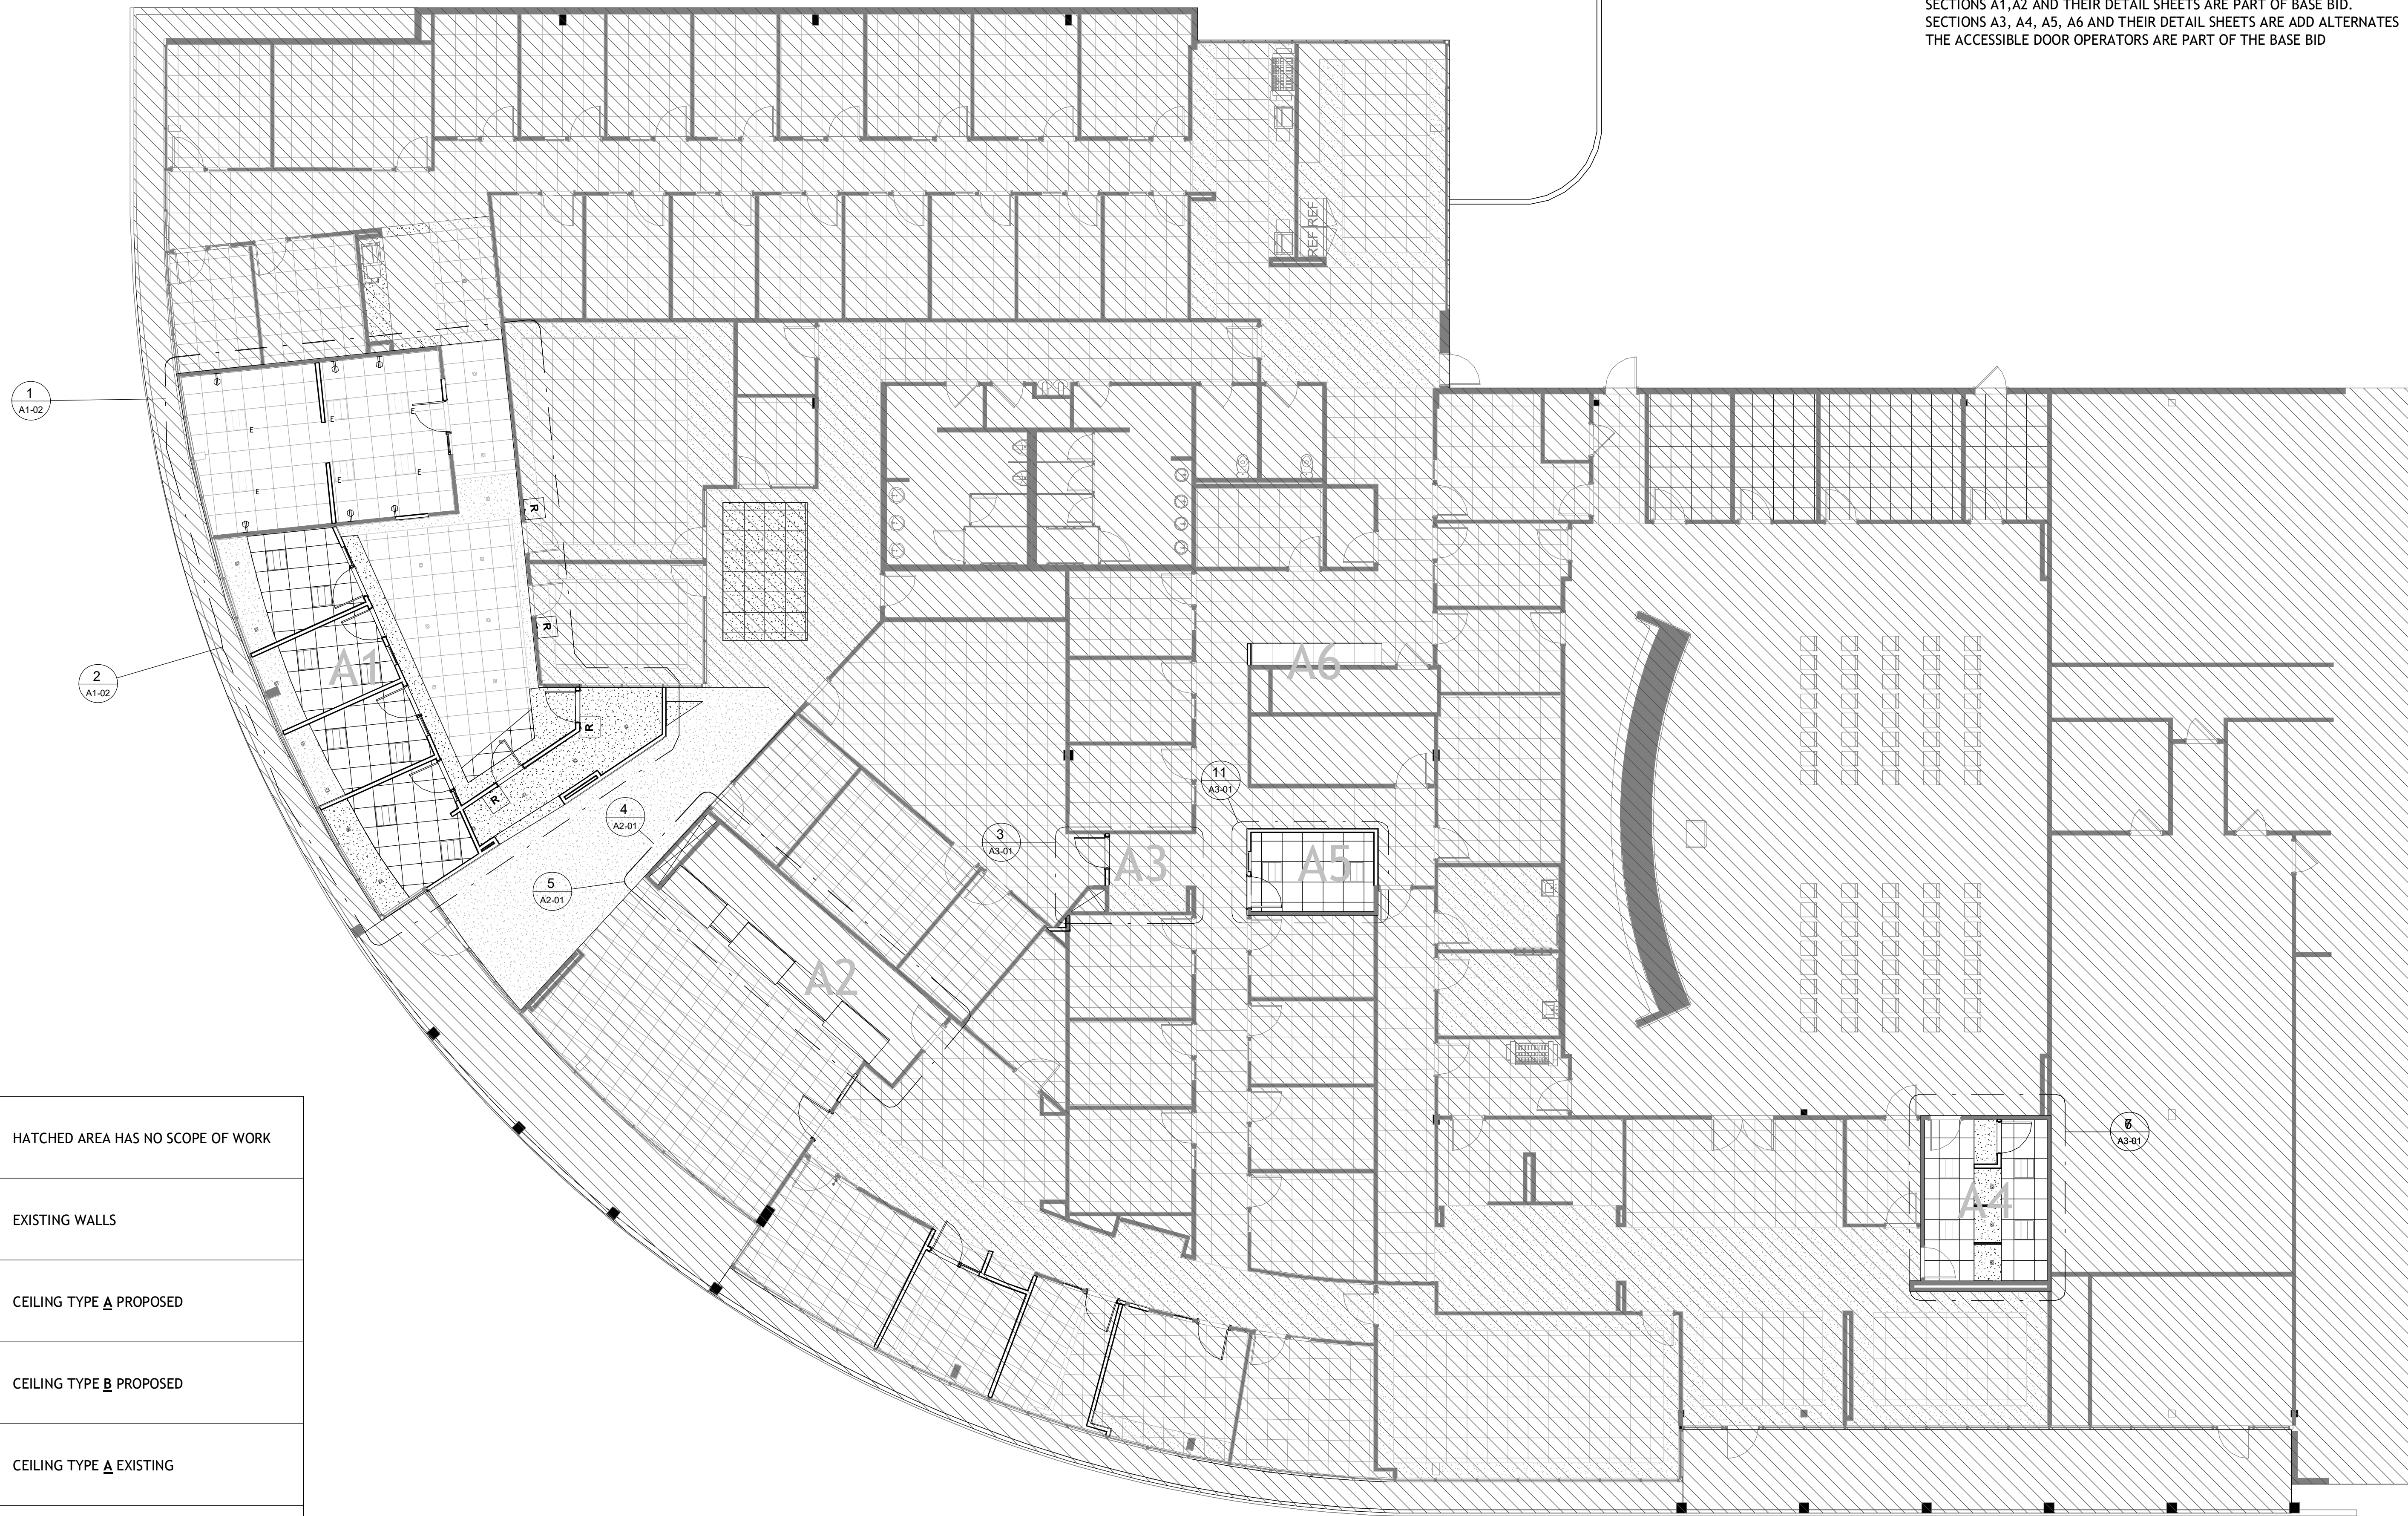 SECTIONS A1,A2 AND THEIR DETAIL SHEETS ARE PART OF BASE BID.
SECTIONS A3, A4, A5, A6 AND THEIR DETAIL SHEETS ARE ADD ALTERNATES
THE ACCESSIBLE DOOR OPERATORS ARE PART OF THE BASE BID
REF REF
1
A1-02
E
E
E
E
E
E
R
R
2
A1-02
A1
A6
R
R
11
A3-01
4
A2-01
3
A3-01
A3
A5
5
A2-01
A2
A3-01
A4
HATCHED AREA HAS NO SCOPE OF WORK
EXISTING WALLS
CEILING TYPE A PROPOSED
CEILING TYPE B PROPOSED
CEILING TYPE A EXISTING